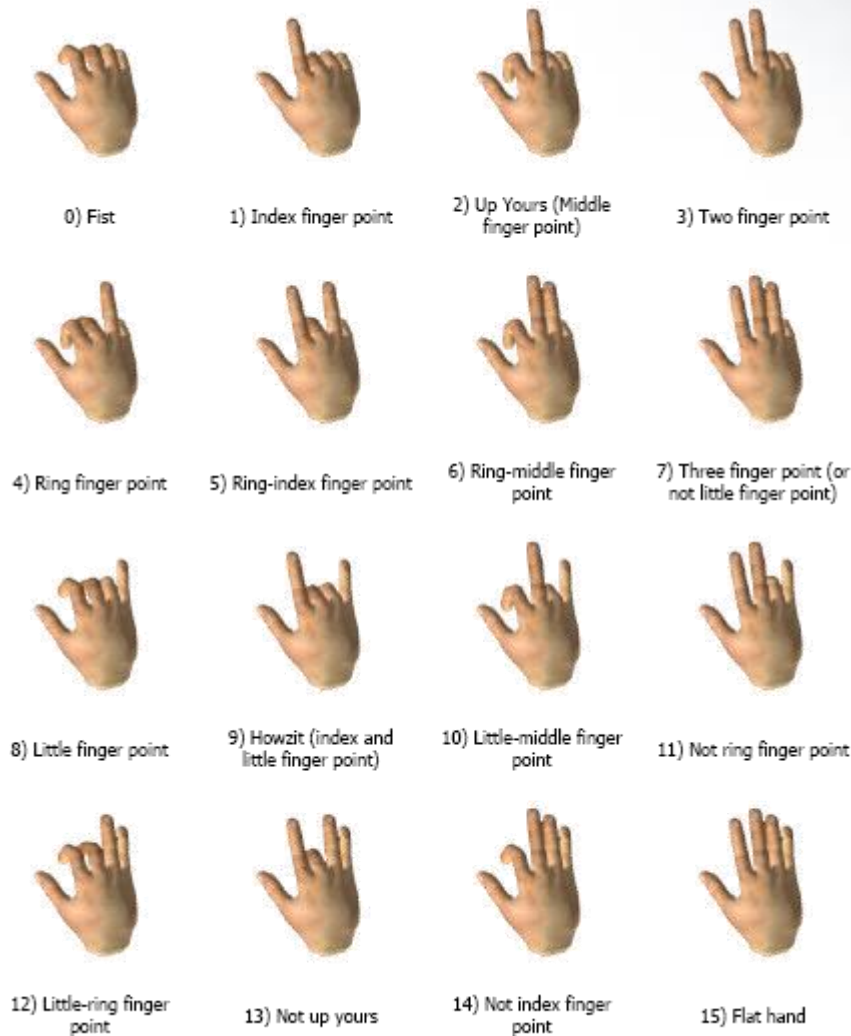 0) Fist
1) Index finger point
2) Up Yours (Middle
finger point)
3) Two finger point
4) Ring finger point
5) Ring-index finger point
6) Ring-middle finger
point
7) Three finger point (or
not little finger point)
8) Little finger point
9) Howzit (index and
little finger point)
10) Little-middle finger
point
11) Not ring finger point
12) Little-ring finger
point
13) Not up yours
14) Not index finger
point
15) Flat hand